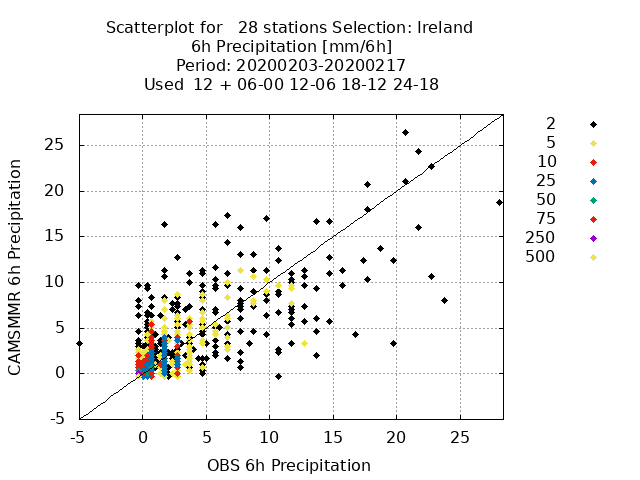 Scatterplot for   28 stations Selection: Ireland
6h Precipitation [mm/6h]
Period: 20200203-20200217
Used  12 + 06-00 12-06 18-12 24-18
2
5
10
25
50
75
250
500
25
20
15
10
5
0
-5
-5 0 5 10 15 20 25
CAMSMMR 6h Precipitation
OBS 6h Precipitation